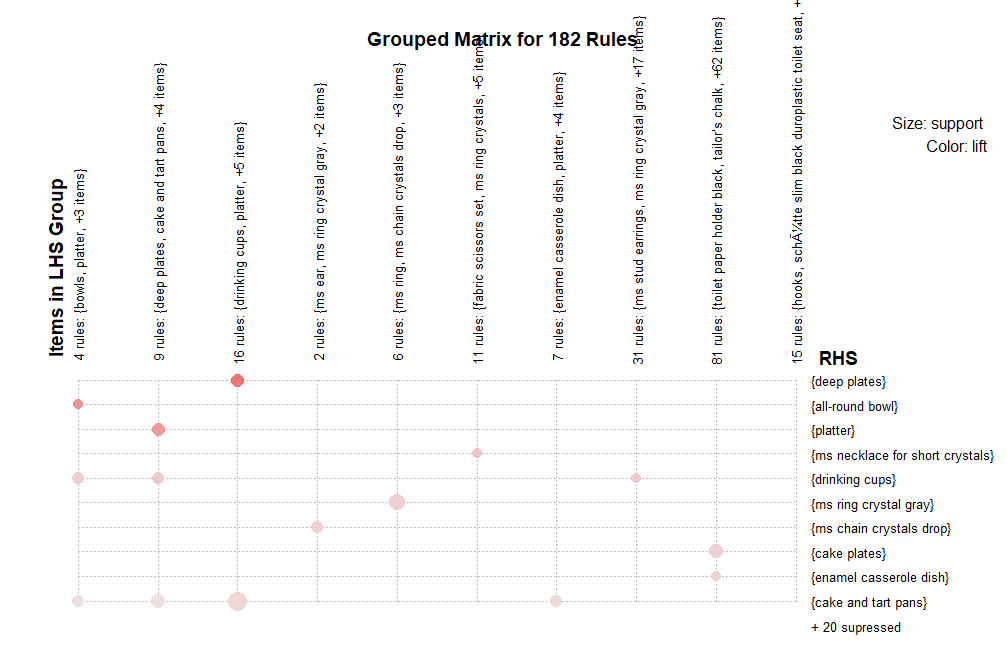 Grouped Matrix for 182 Rules
Size: support
Color: lift
Items in LHS Group
4 rules: {bowls, platter, +3 items}
9 rules: {deep plates, cake and tart pans, +4 items}
16 rules: {drinking cups, platter, +5 items}
2 rules: {ms ear, ms ring crystal gray, +2 items}
6 rules: {ms ring, ms chain crystals drop, +3 items}
11 rules: {fabric scissors set, ms ring crystals, +5 items}
7 rules: {enamel casserole dish, platter, +4 items}
31 rules: {ms stud earrings, ms ring crystal gray, +17 items}
81 rules: {toilet paper holder black, tailor's chalk, +62 items}
15 rules: {hooks, schÃ¼tte slim black duroplastic toilet seat, +
RHS
{deep plates}
{all-round bowl}
{platter}
{ms necklace for short crystals}
{drinking cups}
{ms ring crystal gray}
{ms chain crystals drop}
{cake plates}
{enamel casserole dish}
{cake and tart pans}
+ 20 supressed